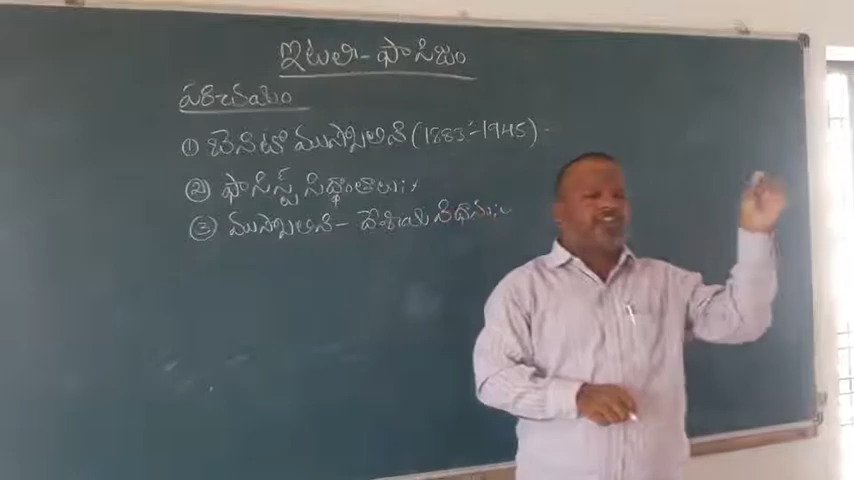 ఇటలీ-ఫాసిజం
పరిచయం
① బెనిటో ముస్సోలినీ (1883-1945)
② ఫాసిస్ట్ సిద్ధాంతాలు:-
③ ముస్సోలినీ- దేశీయ విధానం:-